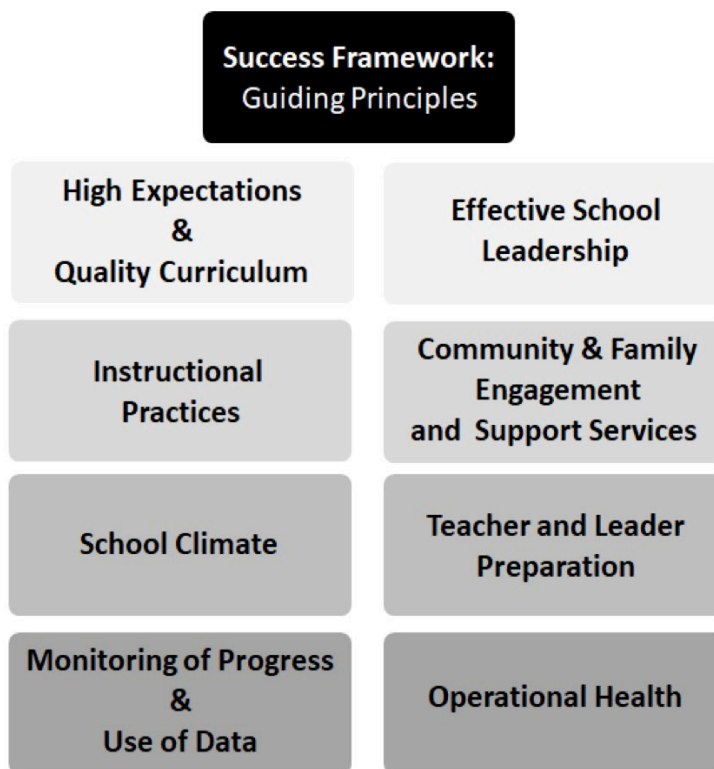 Success Framework:
Guiding Principles
High Expectations
&
Quality Curriculum
Effective School
Leadership
Instructional
Practices
Community & Family
Engagement
and Support Services
School Climate
Teacher and Leader
Preparation
Monitoring of Progress
&
Use of Data
Operational Health